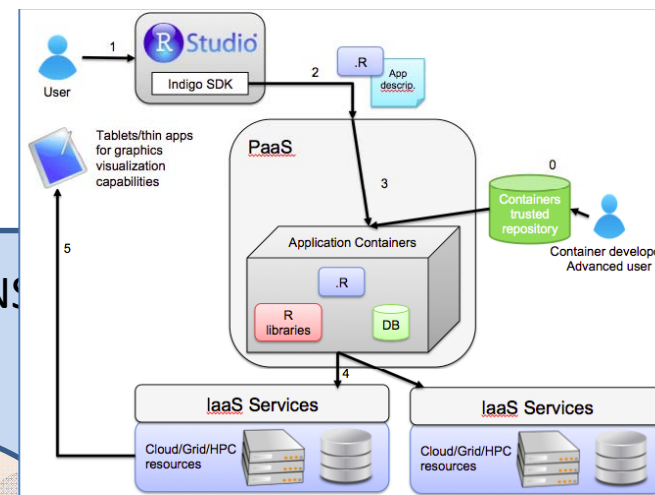 R Studio
1
User
Indigo SDK
2
.R
App
descrip.
Tablets/thin apps
for graphics
visualization
capabilities
PaaS
3
0
Containers
trusted
repository
Container develope
Advanced user
5
Application Containers
.R
R
libraries
DB
4
IaaS Services
IaaS Services
Cloud/Grid/HPC
resources
Cloud/Grid/HPC
resources